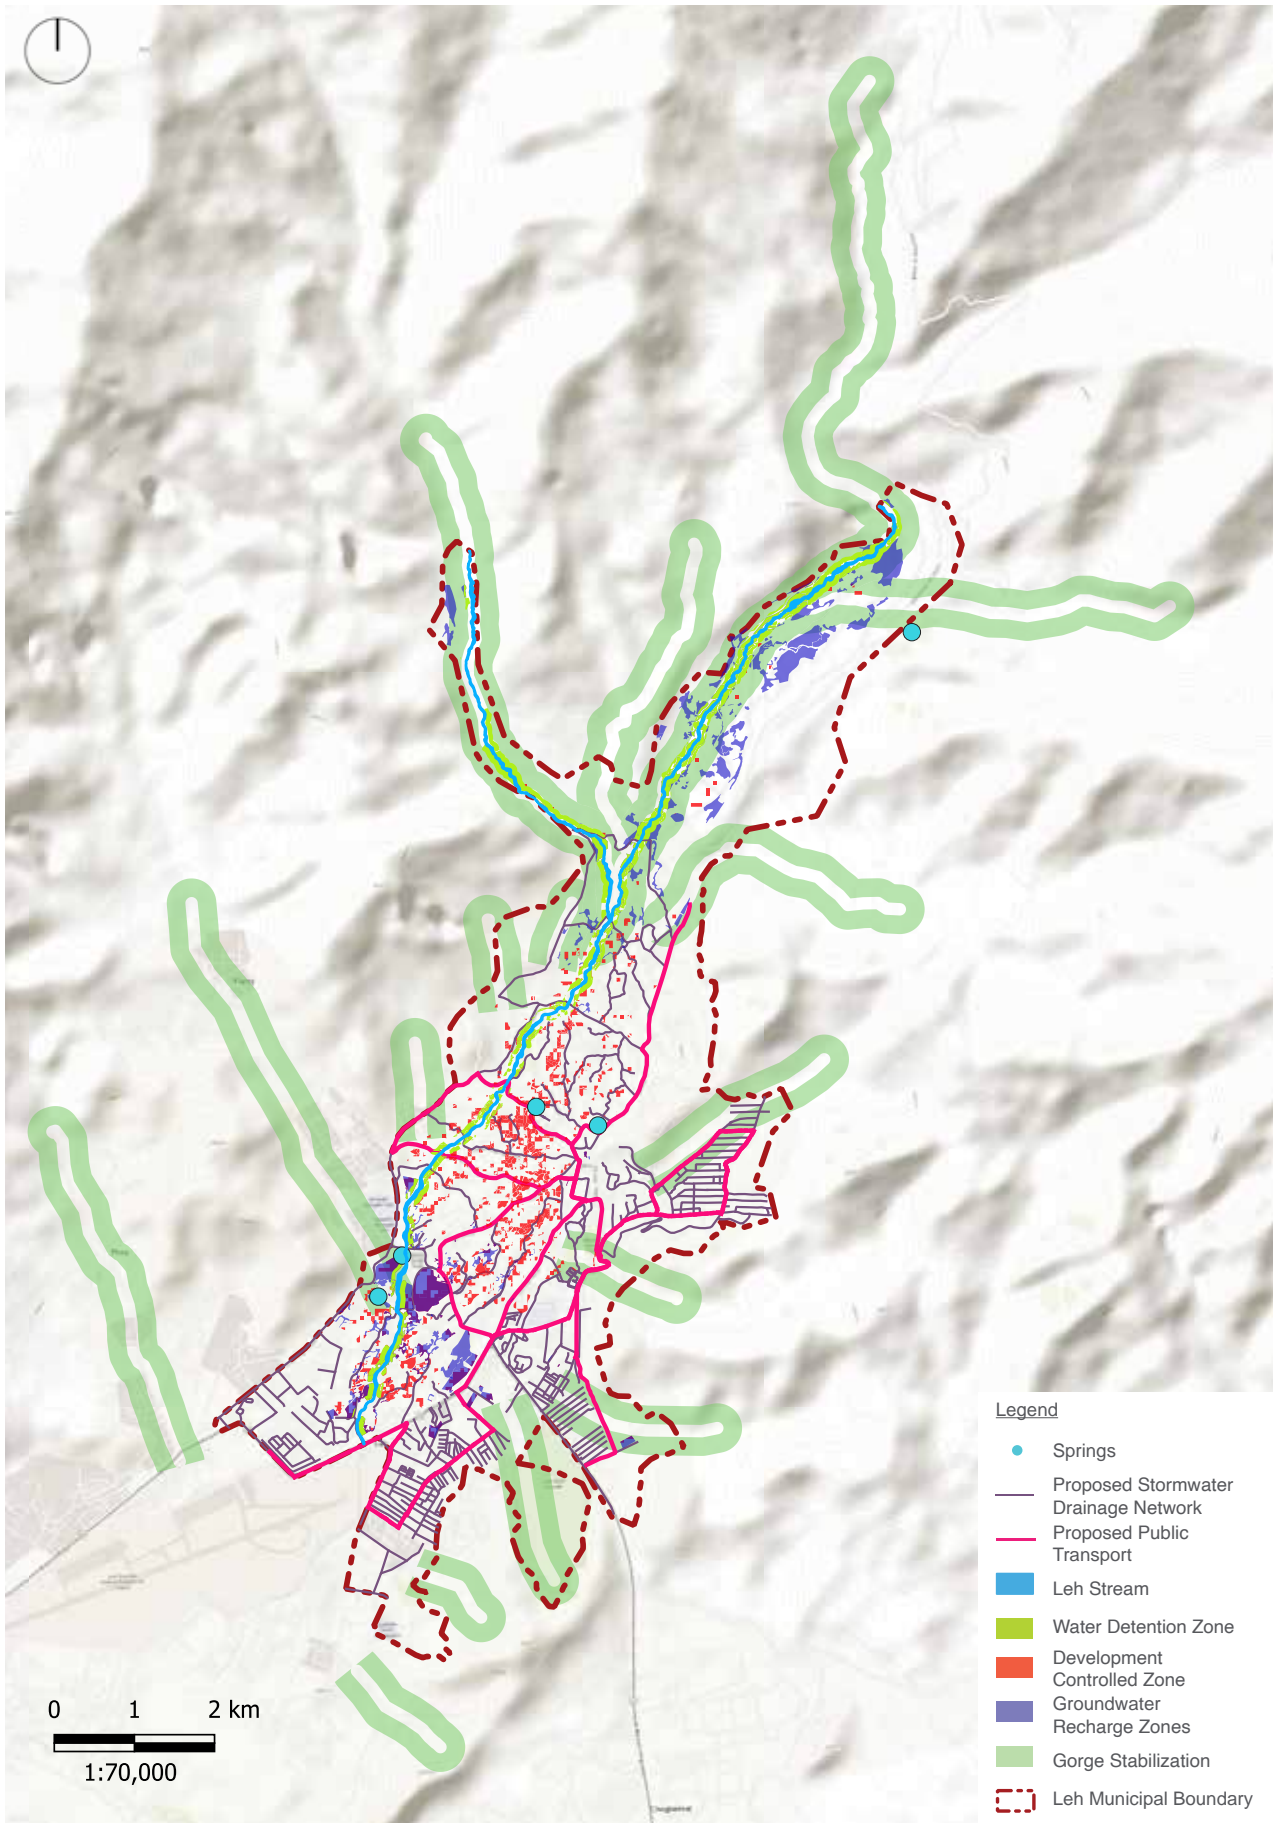 Legend
Springs
Proposed Stormwater
Drainage Network
Proposed Public
Transport
Leh Stream
Water Detention Zone
Development
Controlled Zone
Groundwater
Recharge Zones
Gorge Stabilization
Leh Municipal Boundary
0 1 2 km
1:70,000